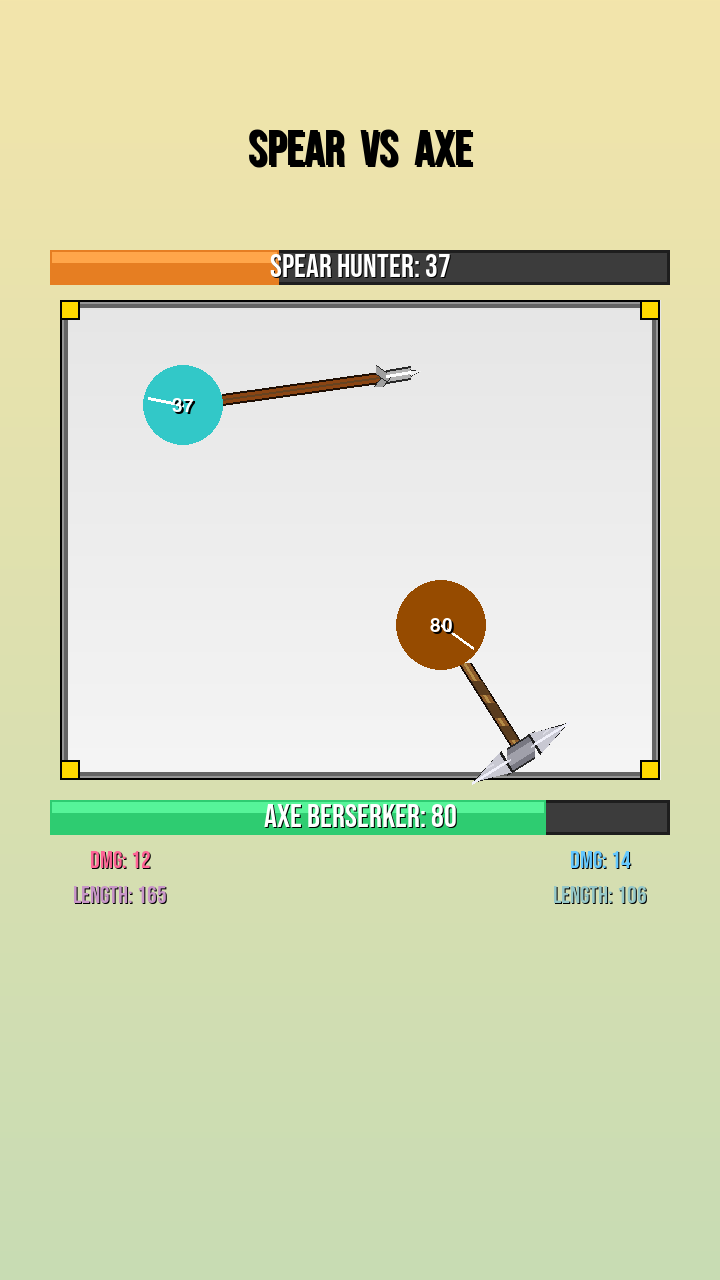 SPEAR VS AXE
SPEAR HUNTER: 37
37
80
AXE BERSERKER: 80
DMG: 12
DMG: 14
LENGTH: 165
LENGTH: 106